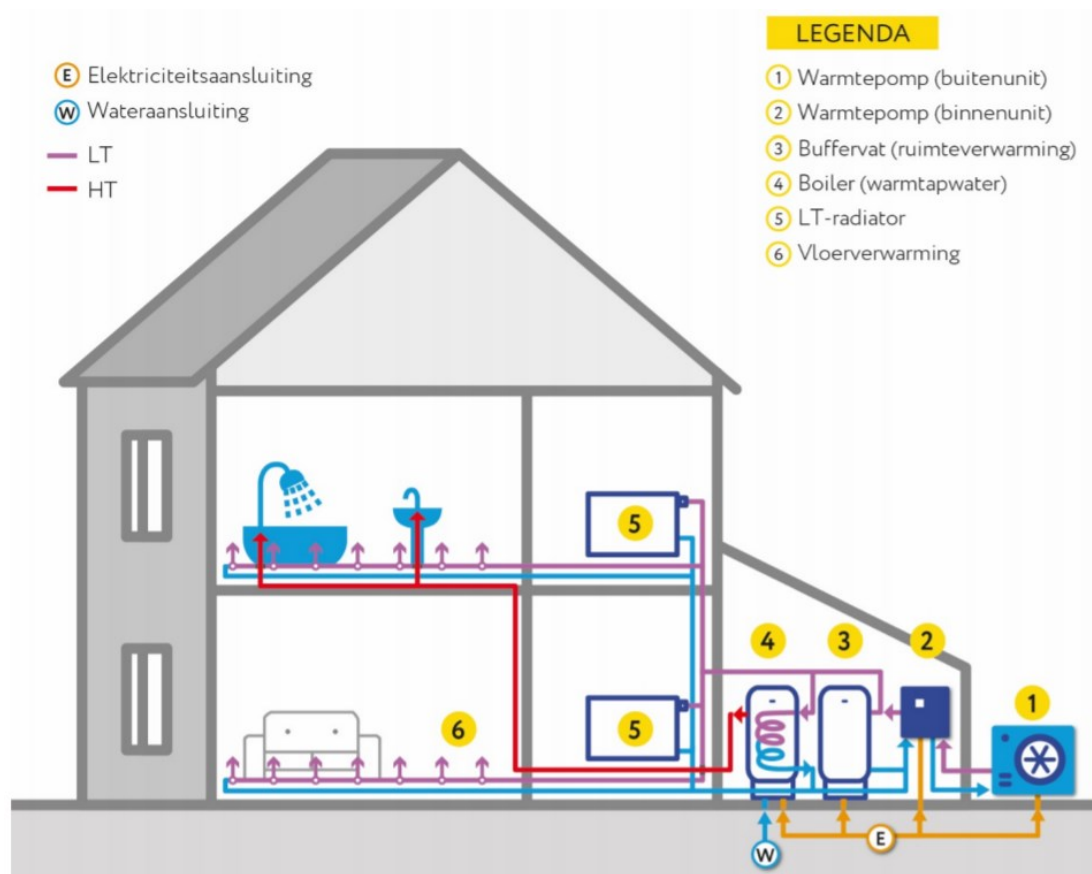 LEGENDA
E Elektriciteitsaansluiting
W Wateraansluiting
LT
HT
1 Warmtepomp (buitenunit)
2 Warmtepomp (binnenunit)
3 Buffervat (ruimteverwarming)
4 Boiler (warmtapwater)
5 LT-radiator
6 Vloerverwarming
5
4
3
2
1
6
5
E
W